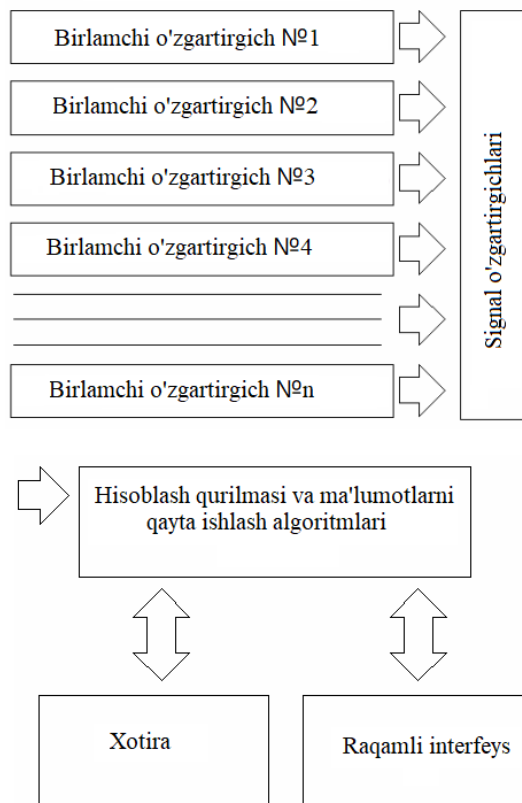 Birlamchi o'zgartirgich №1
Birlamchi o'zgartirgich №2
Birlamchi o'zgartirgich №3
Birlamchi o'zgartirgich №4
Birlamchi o'zgartirgich №n
Signal o'zgartirgichlari
Hisoblash qurilmasi va ma'lumotlarni
qayta ishlash algoritmlari
Xotira
Raqamli interfeys